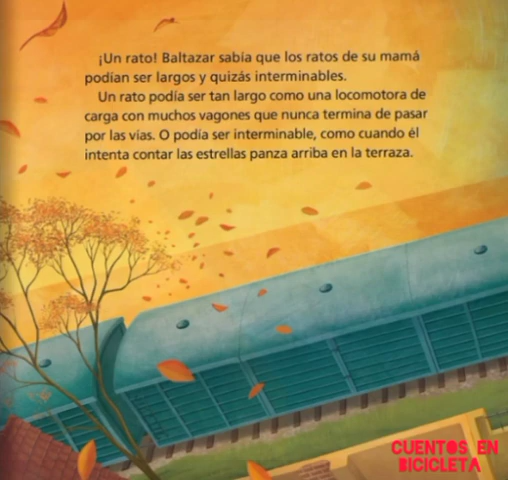 ¡Un rato! Baltazar sabía que los ratos de su mamá
podían ser largos y quizás interminables.
Un rato podía ser tan largo como una locomotora de
carga con muchos vagones que nunca termina de pasar
por las vías. O podía ser interminable, como cuando él
intenta contar las estrellas panza arriba en la terraza.
CUENTOS EN
BICICLETA